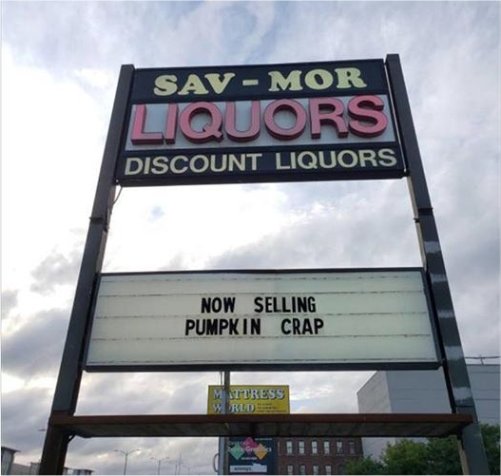 SAV-MOR
LIQUORS
DISCOUNT LIQUORS
NOW SELLING
PUMPKIN CRAP
MATTRESS
WORLD